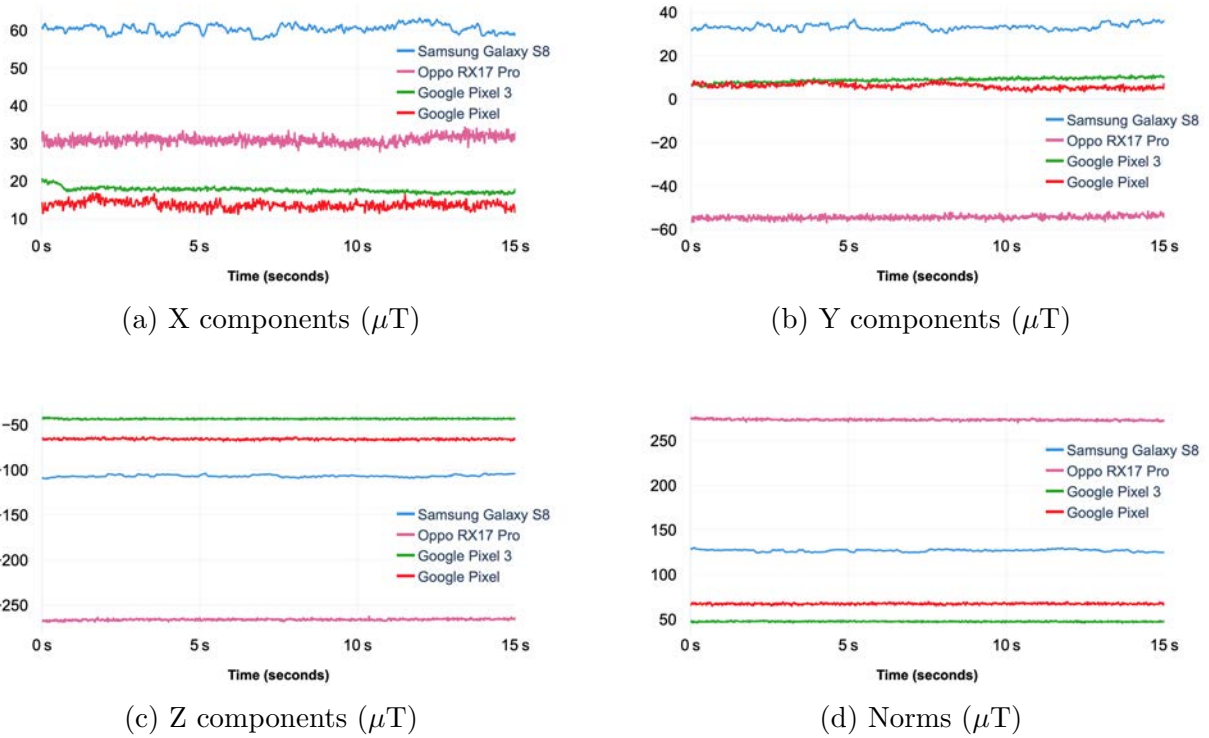 60
60
40
30
20
10
0 s
5 s
10 s
15 s
Time (seconds)
Samsung Galaxy S8
Oppo RX17 Pro
Google Pixel 3
Google Pixel
(a) X components (μT)
40
20
0
−20
−40
−60
0 s
5 s
10 s
15 s
Time (seconds)
Samsung Galaxy S8
Oppo RX17 Pro
Google Pixel 3
Google Pixel
(b) Y components (μT)
−50
−100
−150
−200
−250
0 s
5 s
10 s
15 s
Time (seconds)
Samsung Galaxy S8
Oppo RX17 Pro
Google Pixel 3
Google Pixel
(c) Z components (μT)
250
200
150
100
50
0 s
5 s
10 s
15 s
Time (seconds)
Samsung Galaxy S8
Oppo RX17 Pro
Google Pixel 3
Google Pixel
(d) Norms (μT)